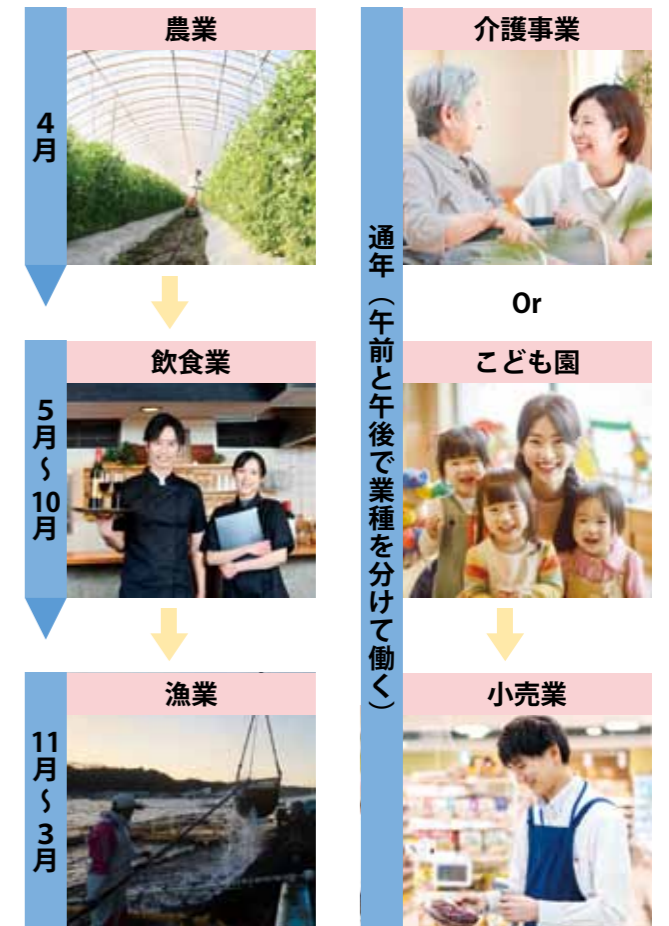 農業
4月
飲食業
5月〜10月
漁業
11月〜3月
通年（午前と午後で業種を分けて働く）
介護事業
Or
こども園
小売業